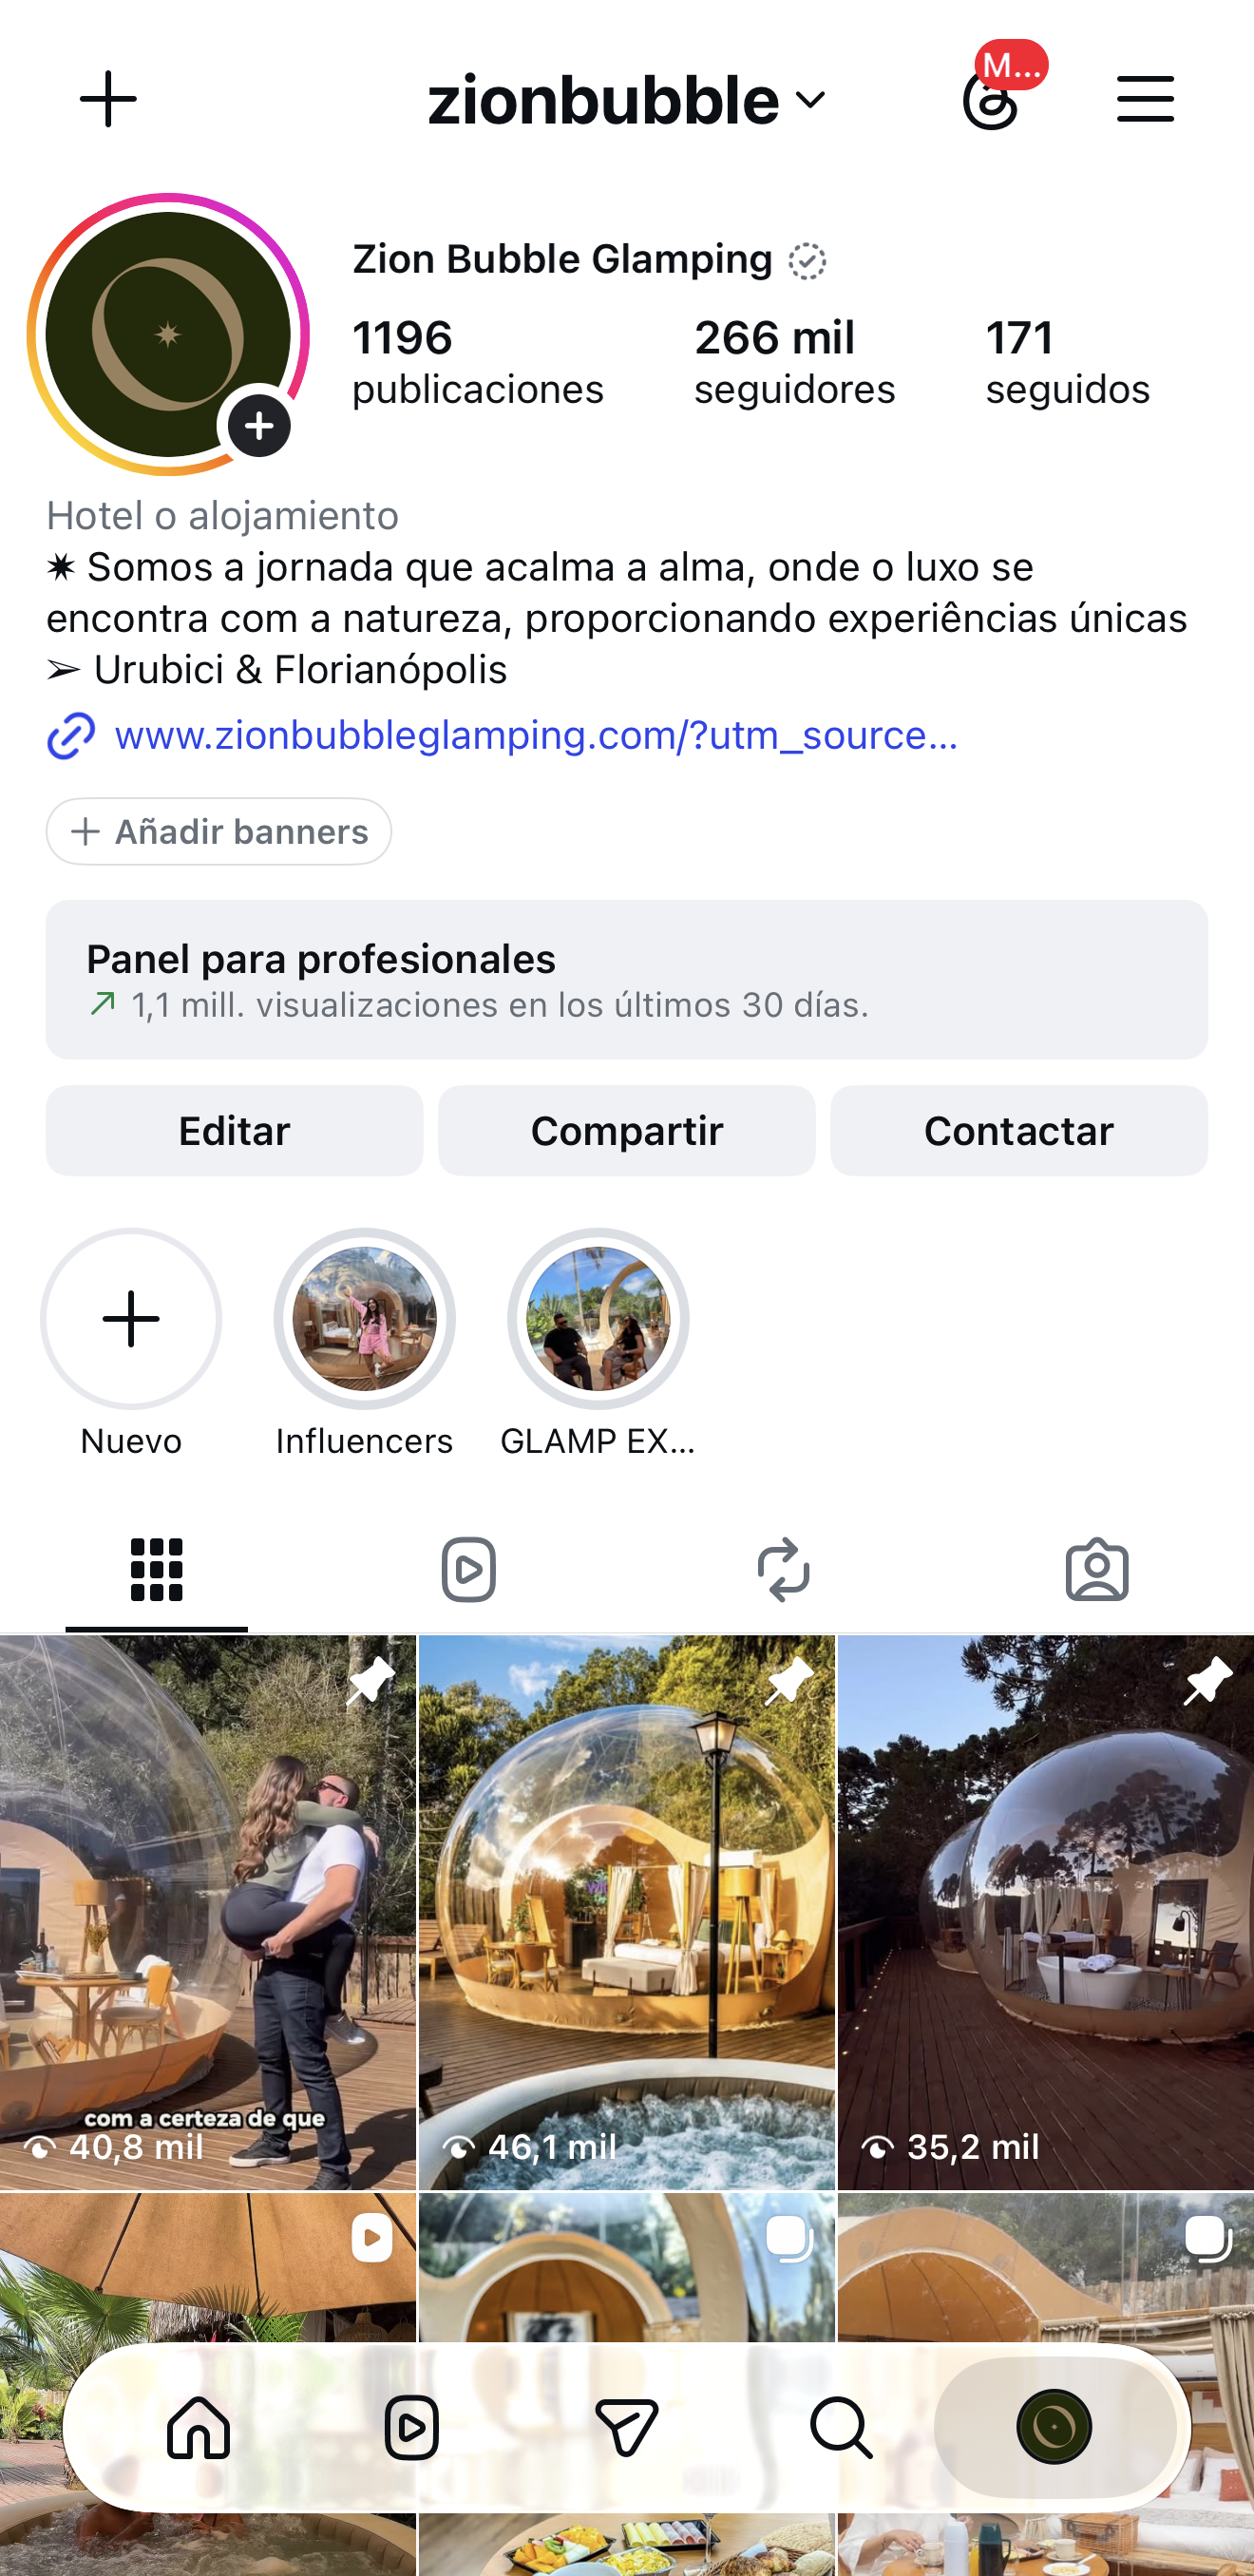 zionbubble
M...
Zion Bubble Glamping
1196 266 mil 171
publicaciones seguidores seguidos
Hotel o alojamiento
✷ Somos a jornada que acalma a alma, onde o luxo se
encontra com a natureza, proporcionando experiências únicas
➢ Urubici & Florianópolis
www.zionbubbleglamping.com/?utm_source...
+ Añadir banners
Panel para profesionales
1,1 mill. visualizaciones en los últimos 30 días.
Editar Compartir Contactar
Nuevo Influencers GLAMP EX...
com a certeza de que
40,8 mil 46,1 mil 35,2 mil